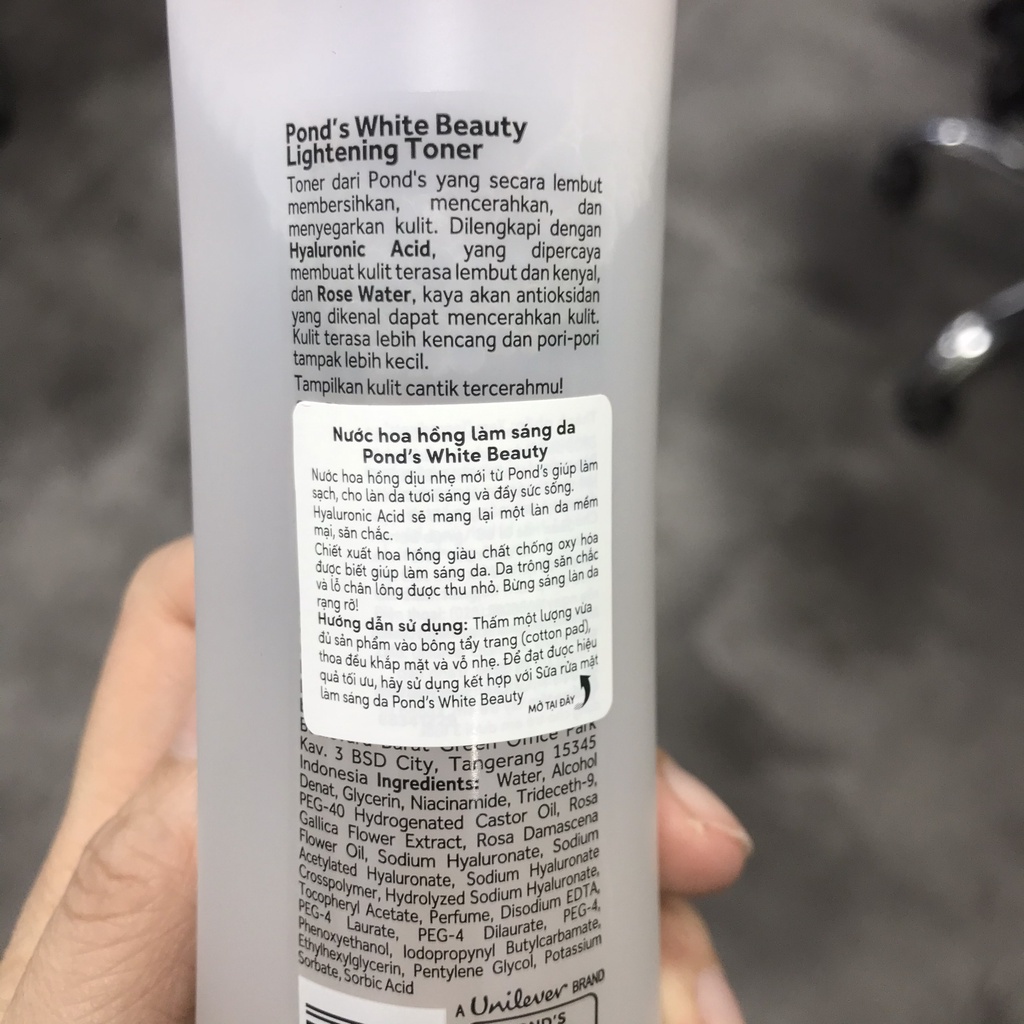 Pond's White Beauty
Lightening Toner
Toner dari Pond's yang secara lembut
membersihkan, mencerahkan, dan
menyegarkan kulit. Dilengkapi dengan
Hyaluronic Acid, yang dipercaya
membuat kulit terasa lembut dan kenyal,
dan Rose Water, kaya akan antioksidan
yang dikenal dapat mencerahkan kulit.
Kulit terasa lebih kencang dan pori-pori
tampak lebih kecil.
Tampilkan kulit cantik tercerahmu!
Nước hoa hồng làm sáng da
Pond's White Beauty
Nước hoa hồng dịu nhẹ mới từ Pond's giúp làm
sạch, cho làn da tươi sáng và đầy sức sống.
Hyaluronic Acid sẽ mang lại một làn da mềm
mại, săn chắc.
Chiết xuất hoa hồng giàu chất chống oxy hóa
được biết giúp làm sáng da. Da trông săn chắc
và lỗ chân lông được thu nhỏ. Bừng sáng làn da
rạng rỡ!
Hướng dẫn sử dụng: Thấm một lượng vừa
đủ sản phẩm vào bông tẩy trang (cotton pad),
thoa đều khắp mặt và vỗ nhẹ. Để đạt được hiệu
quả tối ưu, hãy sử dụng kết hợp với Sữa rửa mặt
làm sáng da Pond's White Beauty
MỞ TẠI ĐÂY
Green Office Park
Kav. 3 BSD City, Tangerang 15345
Indonesia Ingredients: Water, Alcohol
Denat, Glycerin, Niacinamide, Trideceth-9,
PEG-40 Hydrogenated Castor Oil, Rosa
Gallica Flower Extract, Rosa Damascena
Flower Oil, Sodium Hyaluronate, Sodium
Acetylated Hyaluronate, Sodium Hyaluronate
Crosspolymer, Hydrolyzed Sodium Hyaluronate,
Tocopheryl Acetate, Perfume, Disodium EDTA,
PEG-4 Laurate, PEG-4 Dilaurate, PEG-4,
Phenoxyethanol, Iodopropynyl Butylcarbamate,
Ethylhexylglycerin, Pentylene Glycol, Potassium
Sorbate, Sorbic Acid
A Unilever BRAND